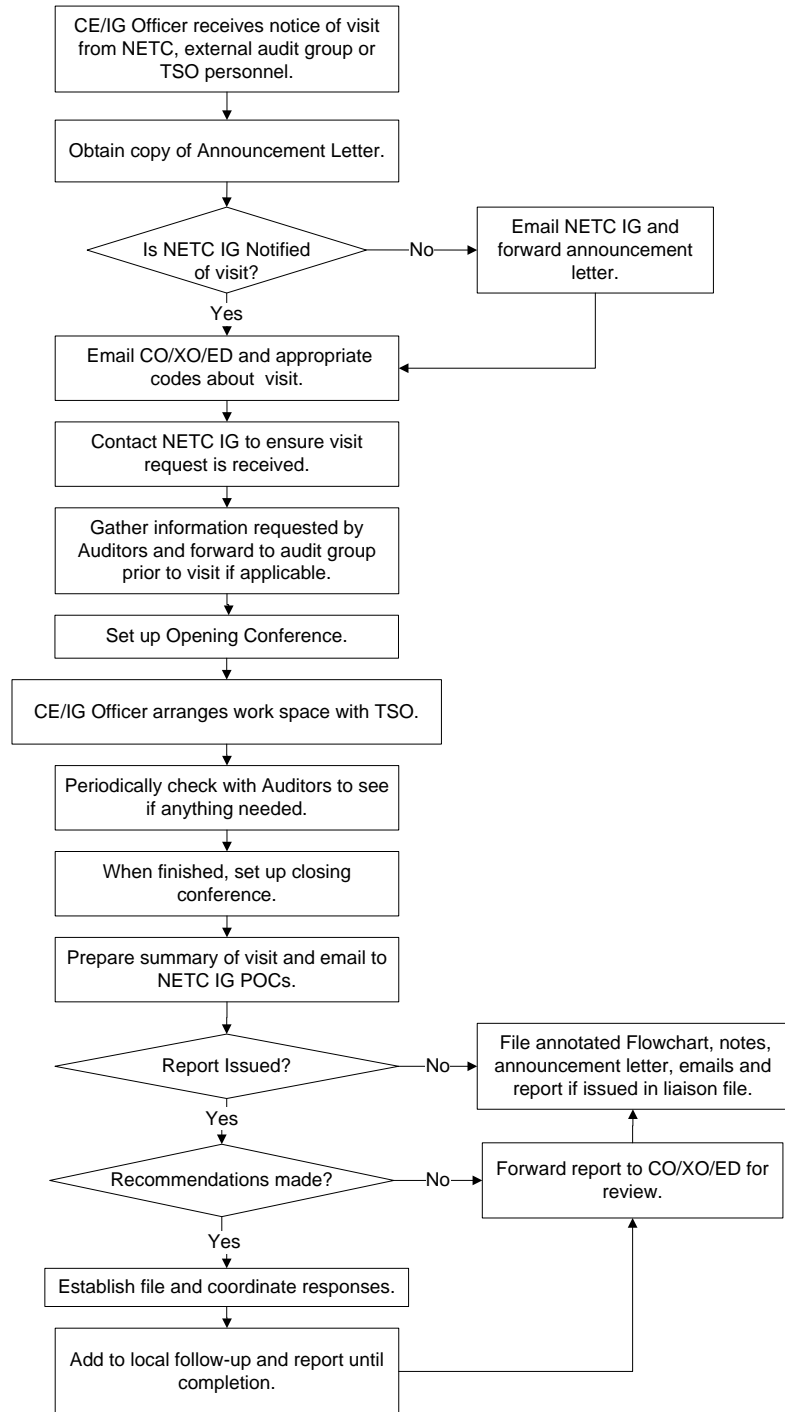 CE/IG Officer receives notice of visit
from NETC, external audit group or
TSO personnel.
Obtain copy of Announcement Letter.
Is NETC IG Notified
of visit?
No
Email NETC IG and
forward announcement
letter.
Yes
Email CO/XO/ED and appropriate
codes about  visit.
Contact NETC IG to ensure visit
request is received.
Gather information requested by
Auditors and forward to audit group
prior to visit if applicable.
Set up Opening Conference.
CE/IG Officer arranges work space with TSO.
Periodically check with Auditors to see
if anything needed.
When finished, set up closing
conference.
Prepare summary of visit and email to
NETC IG POCs.
Report Issued?
No
File annotated Flowchart, notes,
announcement letter, emails and
report if issued in liaison file.
Yes
Recommendations made?
No
Forward report to CO/XO/ED for
review.
Yes
Establish file and coordinate responses.
Add to local follow-up and report until
completion.